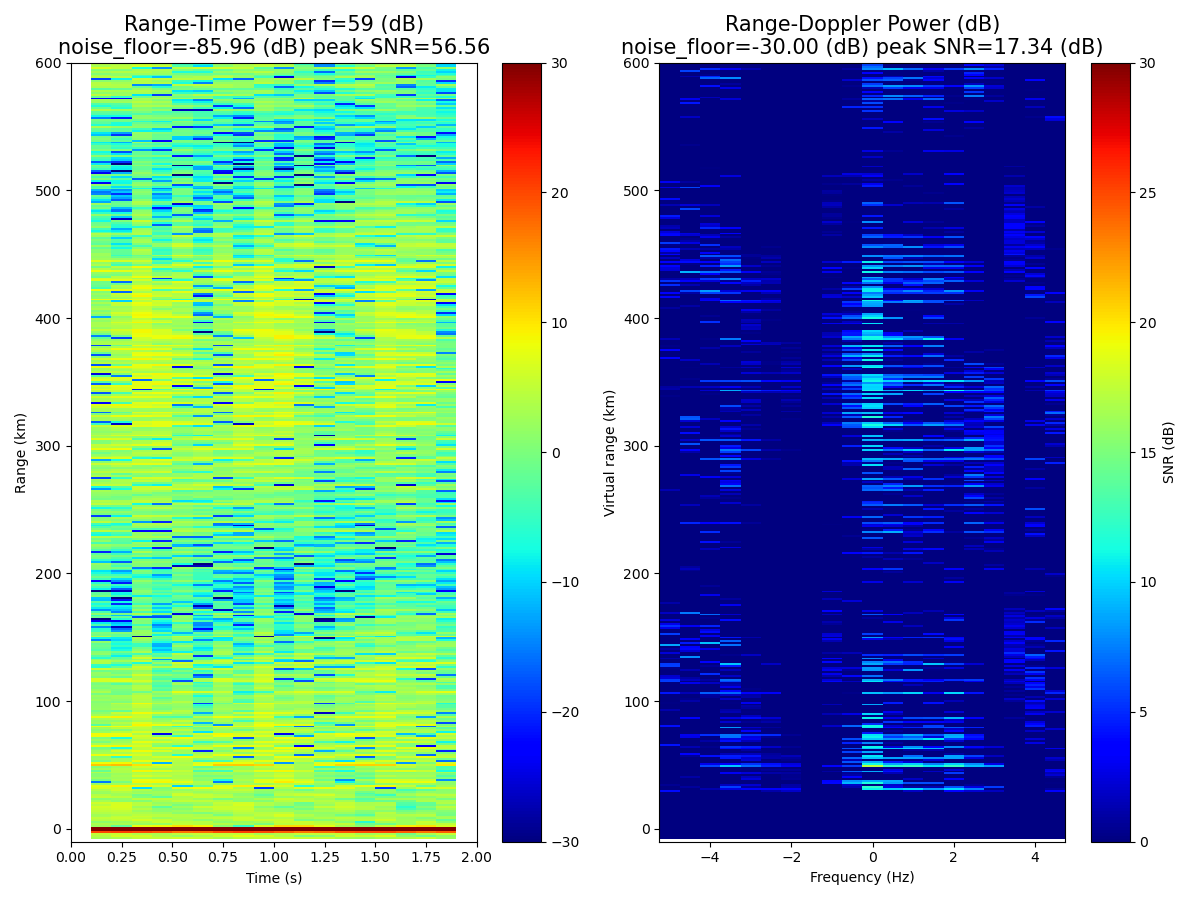 Range-Time Power f=59 (dB)
noise_floor=-85.96 (dB) peak SNR=56.56
600
500
400
300
200
100
0
Range (km)
0.00 0.25 0.50 0.75 1.00 1.25 1.50 1.75 2.00
Time (s)
30
20
10
0
−10
−20
−30
Range-Doppler Power (dB)
noise_floor=-30.00 (dB) peak SNR=17.34 (dB)
600
500
400
300
200
100
0
Virtual range (km)
−4 −2 0 2 4
Frequency (Hz)
30
25
20
15
10
5
0
SNR (dB)